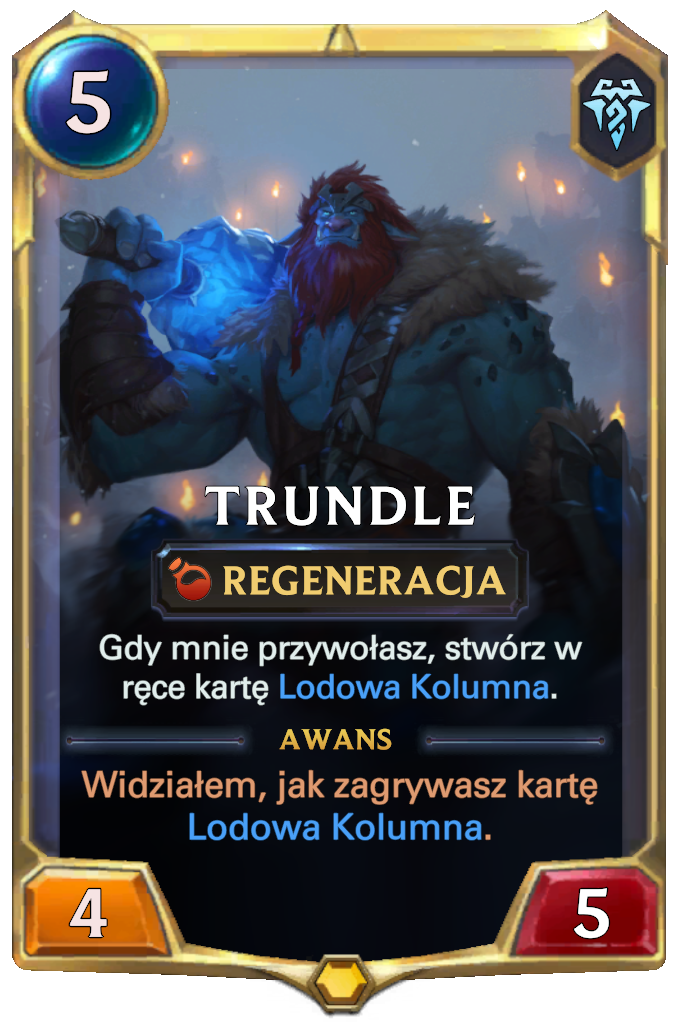 5
TRUNDLE
REGENERACJA
Gdy mnie przywołasz, stwórz w
ręce kartę Lodowa Kolumna.
AWANS
Widziałem, jak zagrywasz kartę
Lodowa Kolumna.
4
5